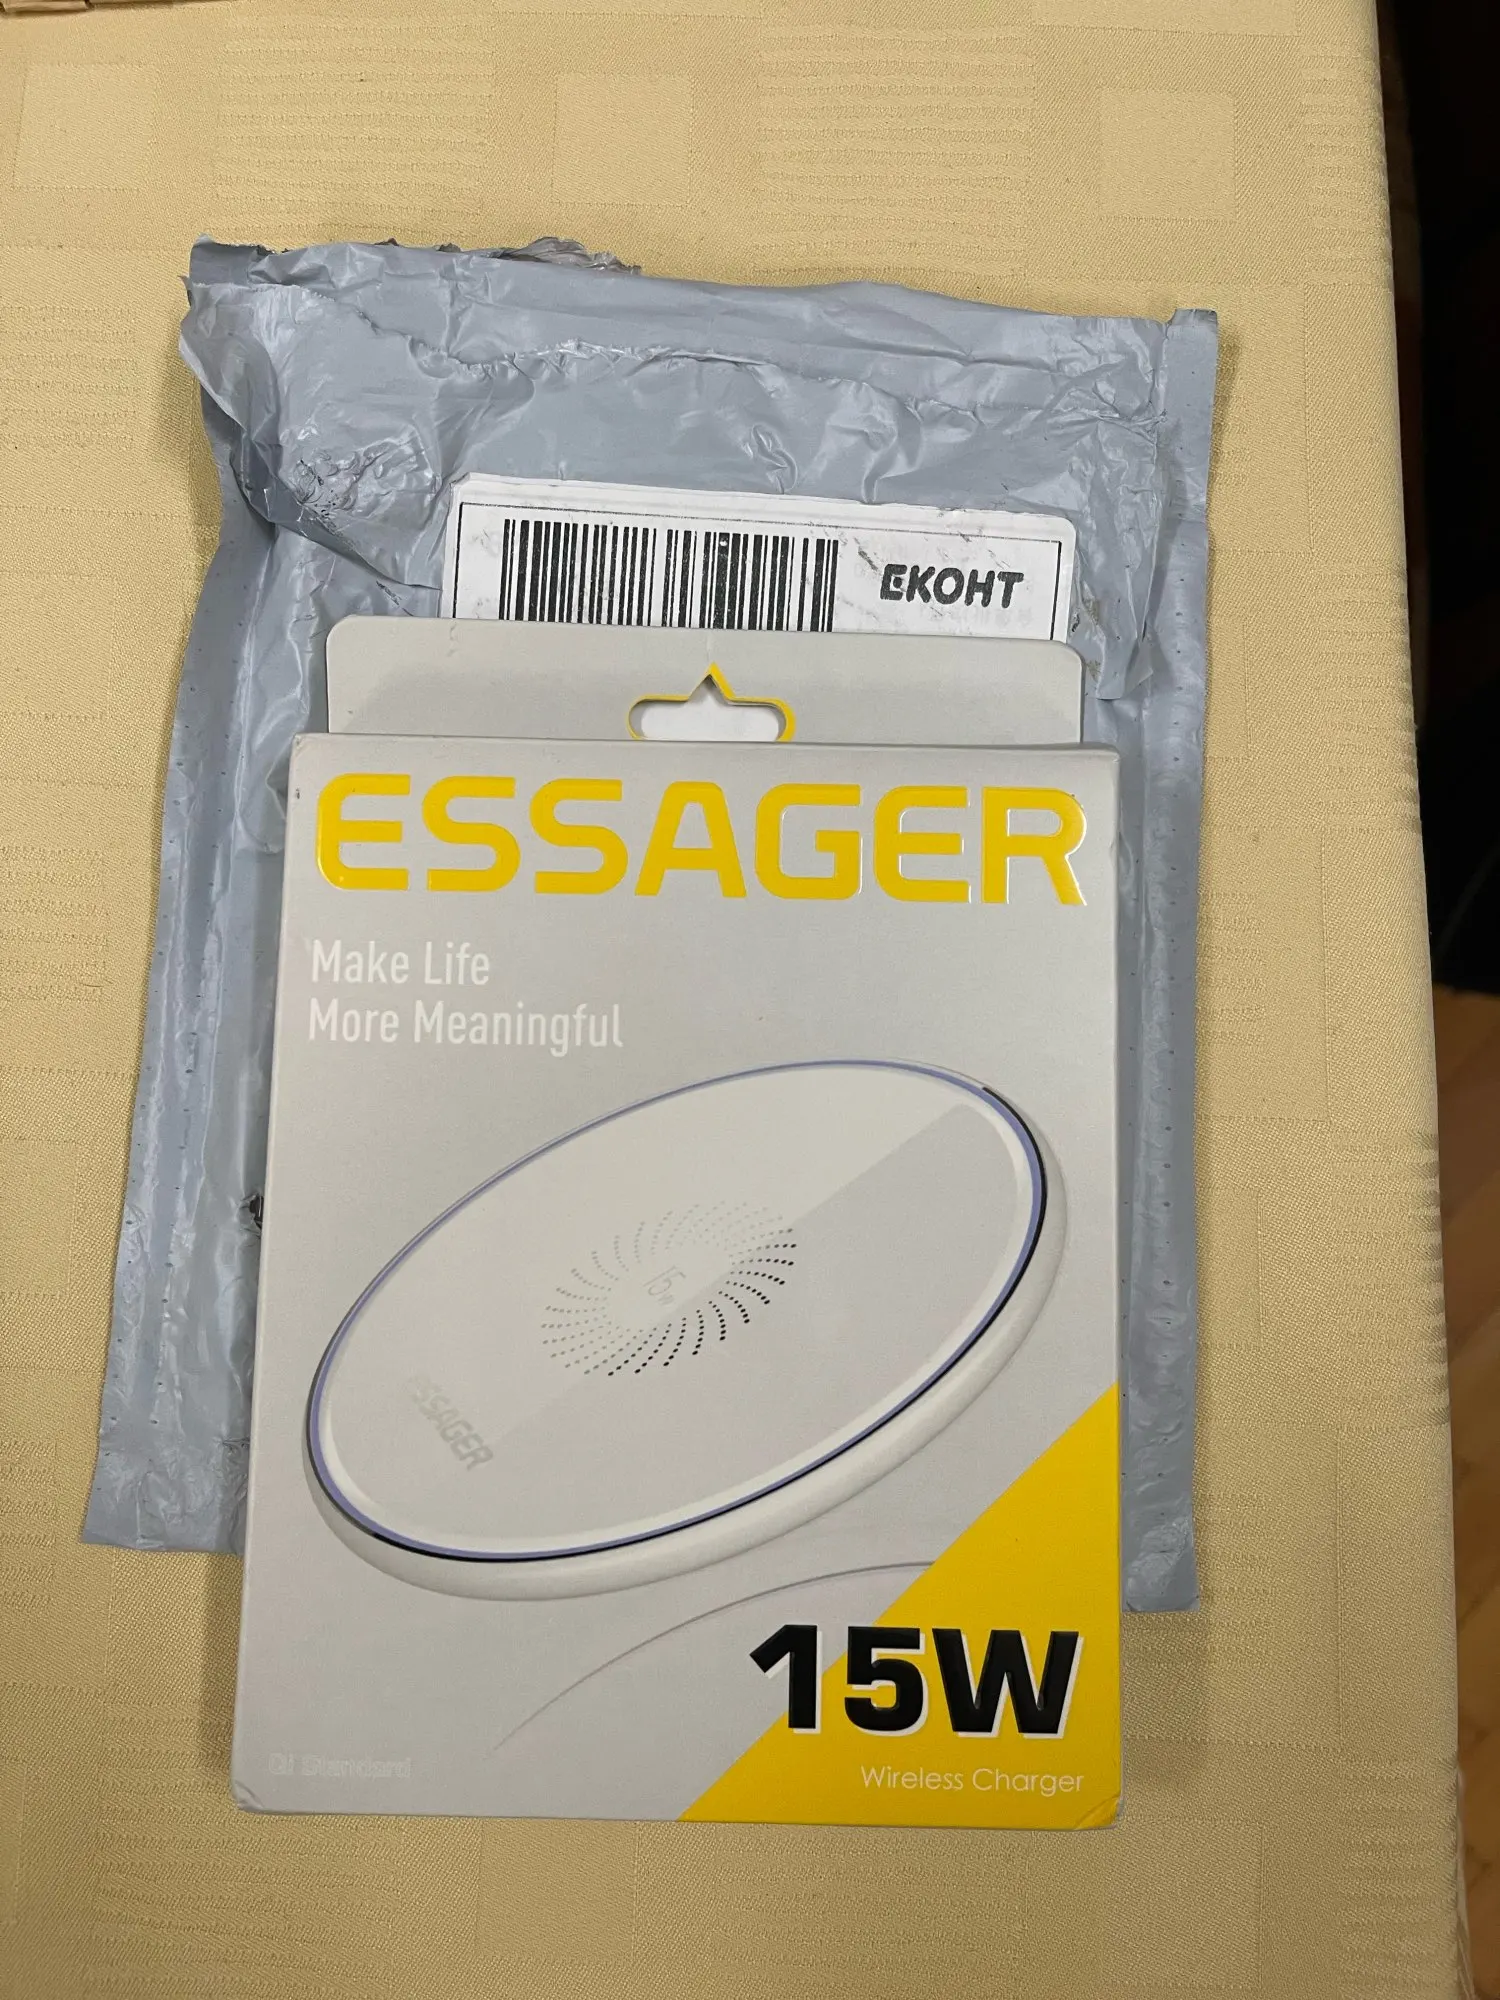 ЕКОНТ
ESSAGER
Make Life
More Meaningful
15W
ESSAGER
15W
Wireless Charger
Qi Standard